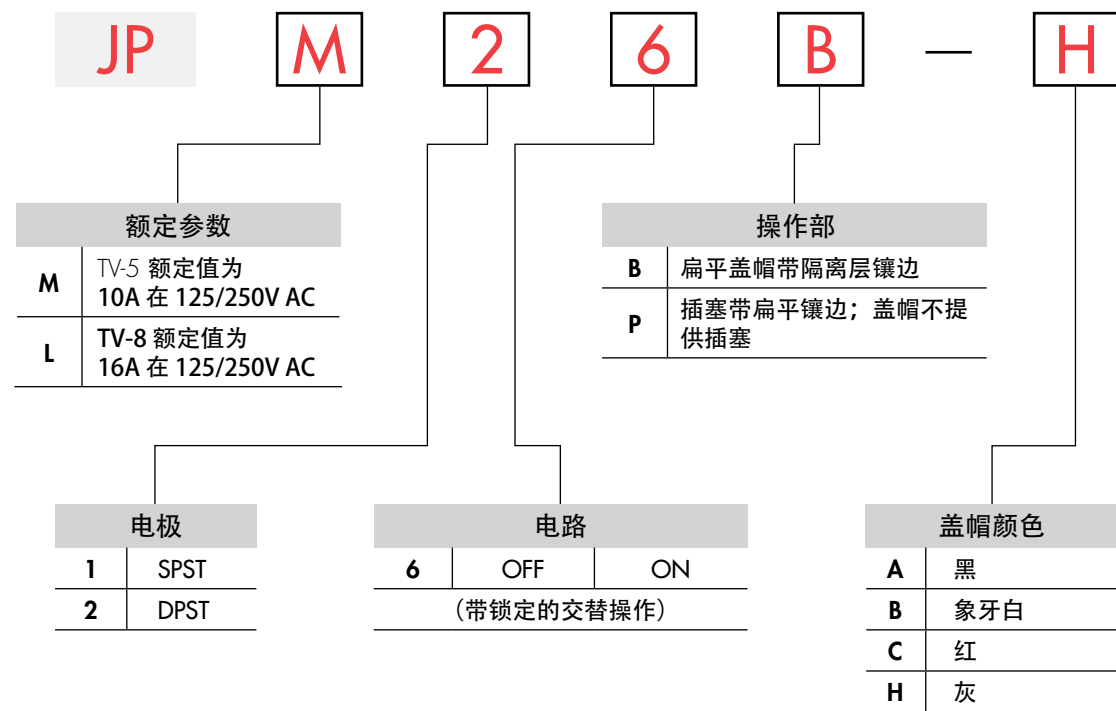 JP M 2 6 B — H
额定参数
M TV-5 额定值为
10A 在 125/250V AC
L TV-8 额定值为
16A 在 125/250V AC
操作部
B 扁平盖帽带隔离层镶边
P 插塞带扁平镶边；盖帽不提
供插塞
电极
1 SPST
2 DPST
电路
6 OFF ON
（带锁定的交替操作）
盖帽颜色
A 黑
B 象牙白
C 红
H 灰